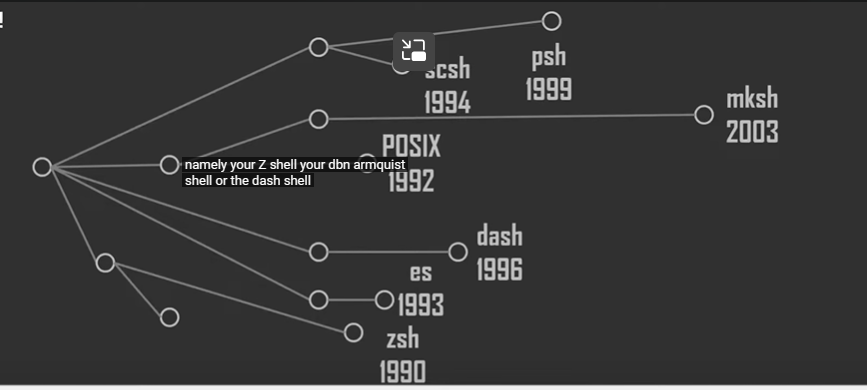 !
psh
1999
scsh
1994
mksh
2003
POSIX
1992
namely your Z shell your dbn armquist
shell or the dash shell
dash
1996
es
1993
zsh
1990